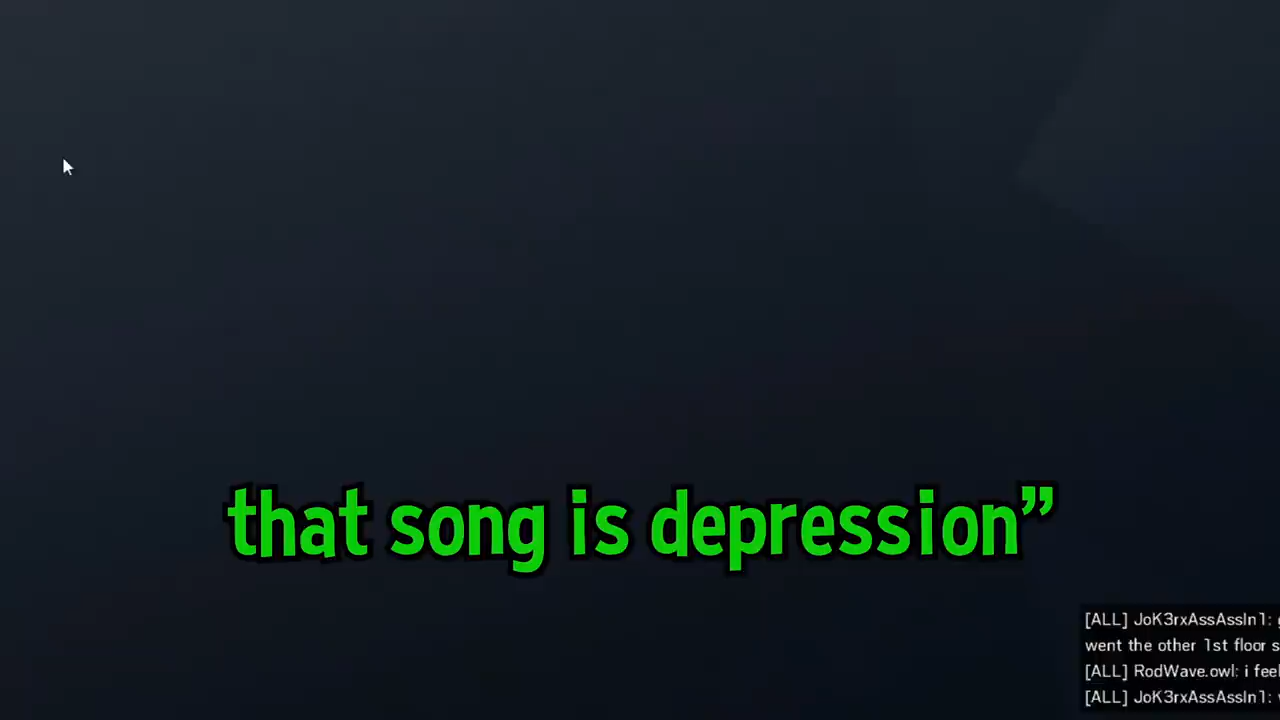 that song is depression”
[ALL] JoK3rxAssAssIn1:
went the other 1st floor
[ALL] RodWave.owl: i feel
[ALL] JoK3rxAssAssIn1: